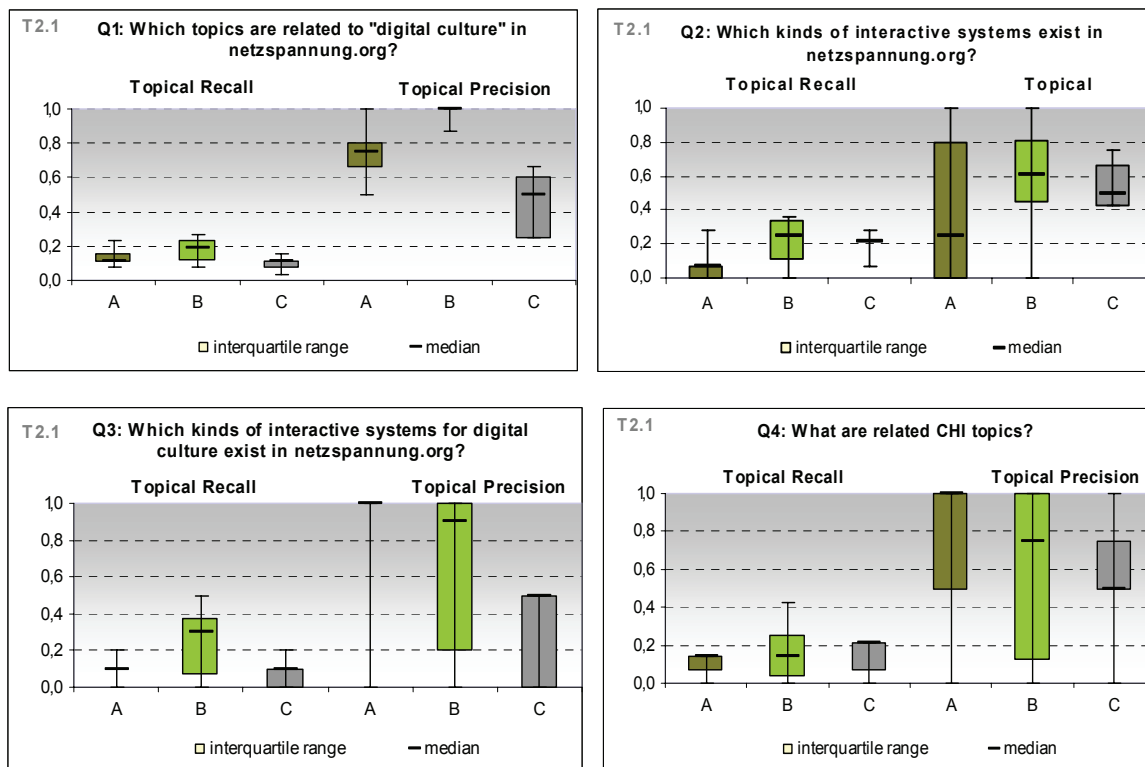 T2.1
Q1: Which topics are related to "digital culture" in
netzspannung.org?
Topical Recall
Topical Precision
1,0
0,8
0,6
0,4
0,2
0,0
A
B
C
A
B
C
interquartile range
median
T2.1
Q2: Which kinds of interactive systems exist in
netzspannung.org?
Topical Recall
Topical
1,0
0,8
0,6
0,4
0,2
0,0
A
B
C
A
B
C
interquartile range
median
T2.1
Q3: Which kinds of interactive systems for digital
culture exist in netzspannung.org?
Topical Recall
Topical Precision
1,0
0,8
0,6
0,4
0,2
0,0
A
B
C
A
B
C
interquartile range
median
T2.1
Q4: What are related CHI topics?
Topical Recall
Topical Precision
1,0
0,8
0,6
0,4
0,2
0,0
A
B
C
A
B
C
interquartile range
median